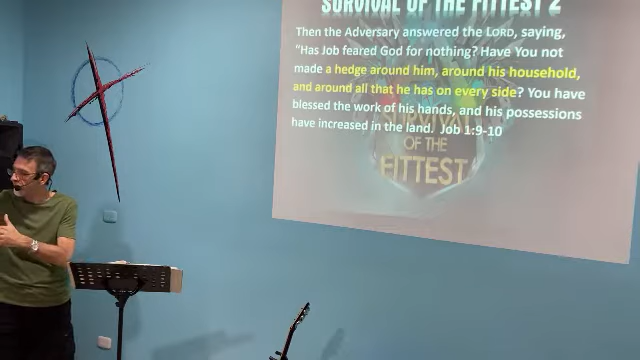 SURVIVAL OF THE FITTEST 2
Then the Adversary answered the LORD, saying,
"Has Job feared God for nothing? Have You not
made a hedge around him, around his household,
and around all that he has on every side? You have
blessed the work of his hands, and his possessions
have increased in the land. Job 1:9-10
SURVIVAL
OF THE
FITTEST